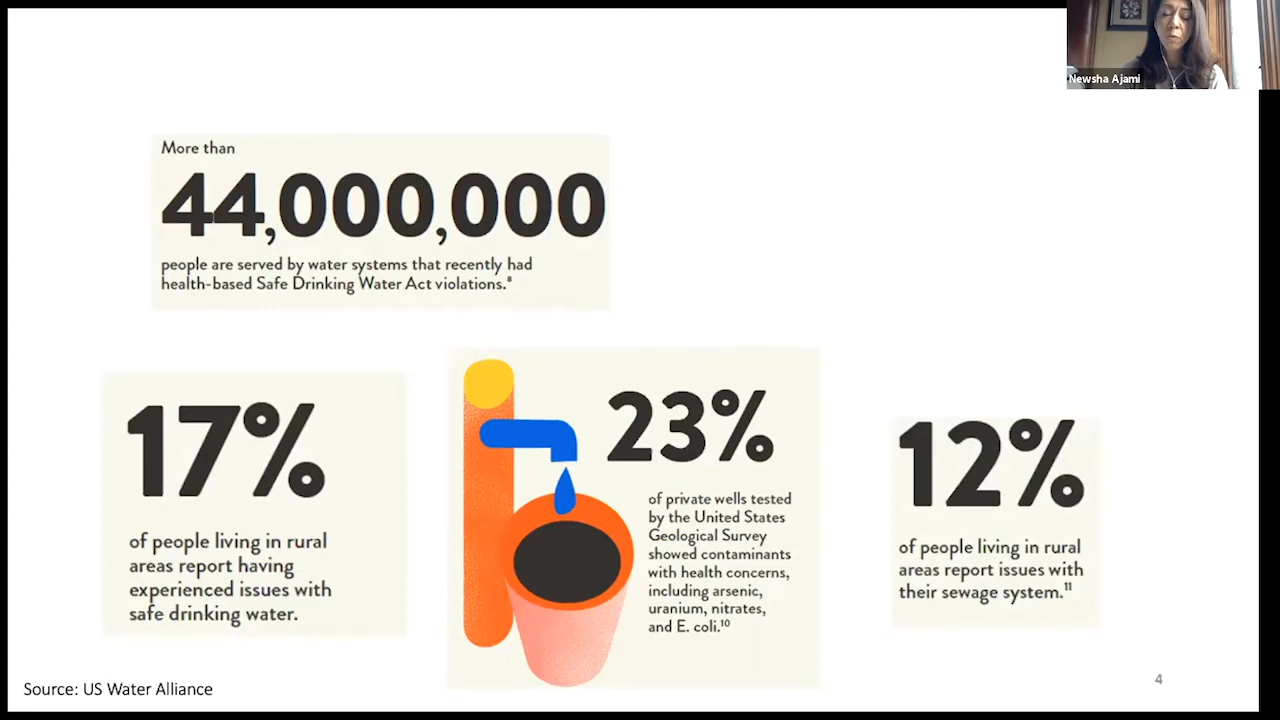 Newsha Ajami
More than
44,000,000
people are served by water systems that recently had
health-based Safe Drinking Water Act violations.⁸
17%
of people living in rural
areas report having
experienced issues with
safe drinking water.
23%
of private wells tested
by the United States
Geological Survey
showed contaminants
with health concerns,
including arsenic,
uranium, nitrates,
and E. coli.¹⁰
12%
of people living in rural
areas report issues with
their sewage system.¹¹
Source: US Water Alliance
4